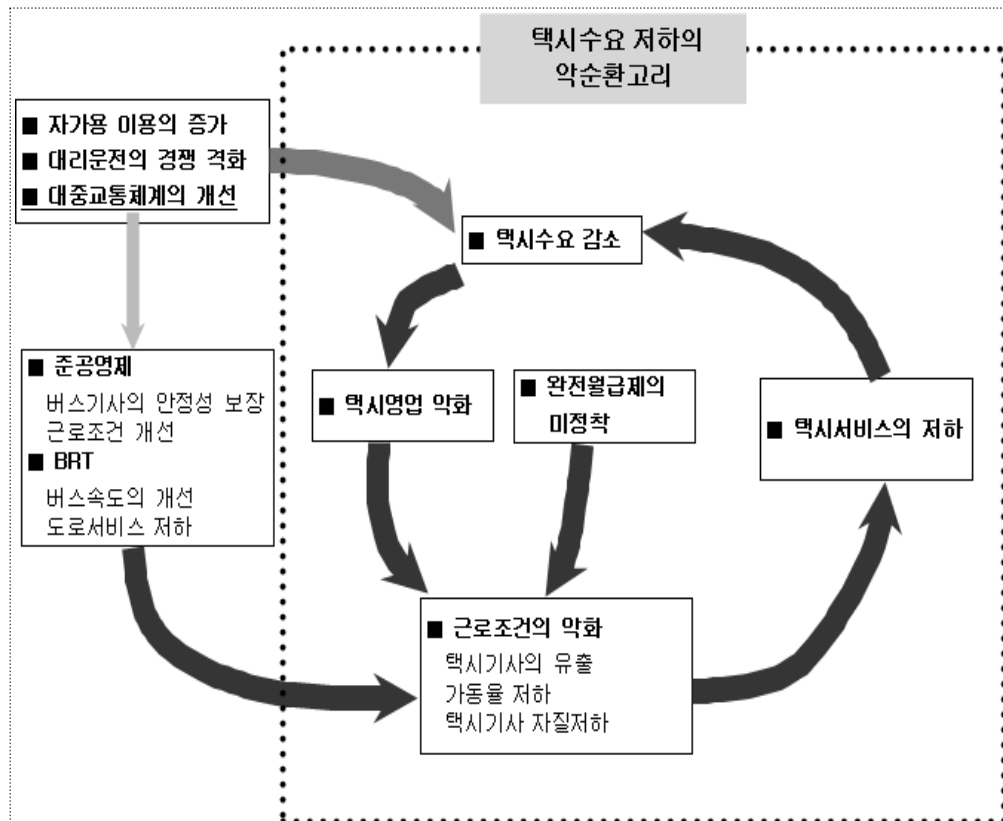 택시수요 저하의
악순환고리
■ 자가용 이용의 증가
■ 대리운전의 경쟁 격화
■ 대중교통체계의 개선
■ 택시수요 감소
■ 준공영제
버스기사의 안정성 보장
근로조건 개선
■ BRT
버스속도의 개선
도로서비스 저하
■ 택시영업 악화
■ 완전월급제의
미정착
■ 택시서비스의 저하
■ 근로조건의 악화
택시기사의 유출
가동율 저하
택시기사 자질저하